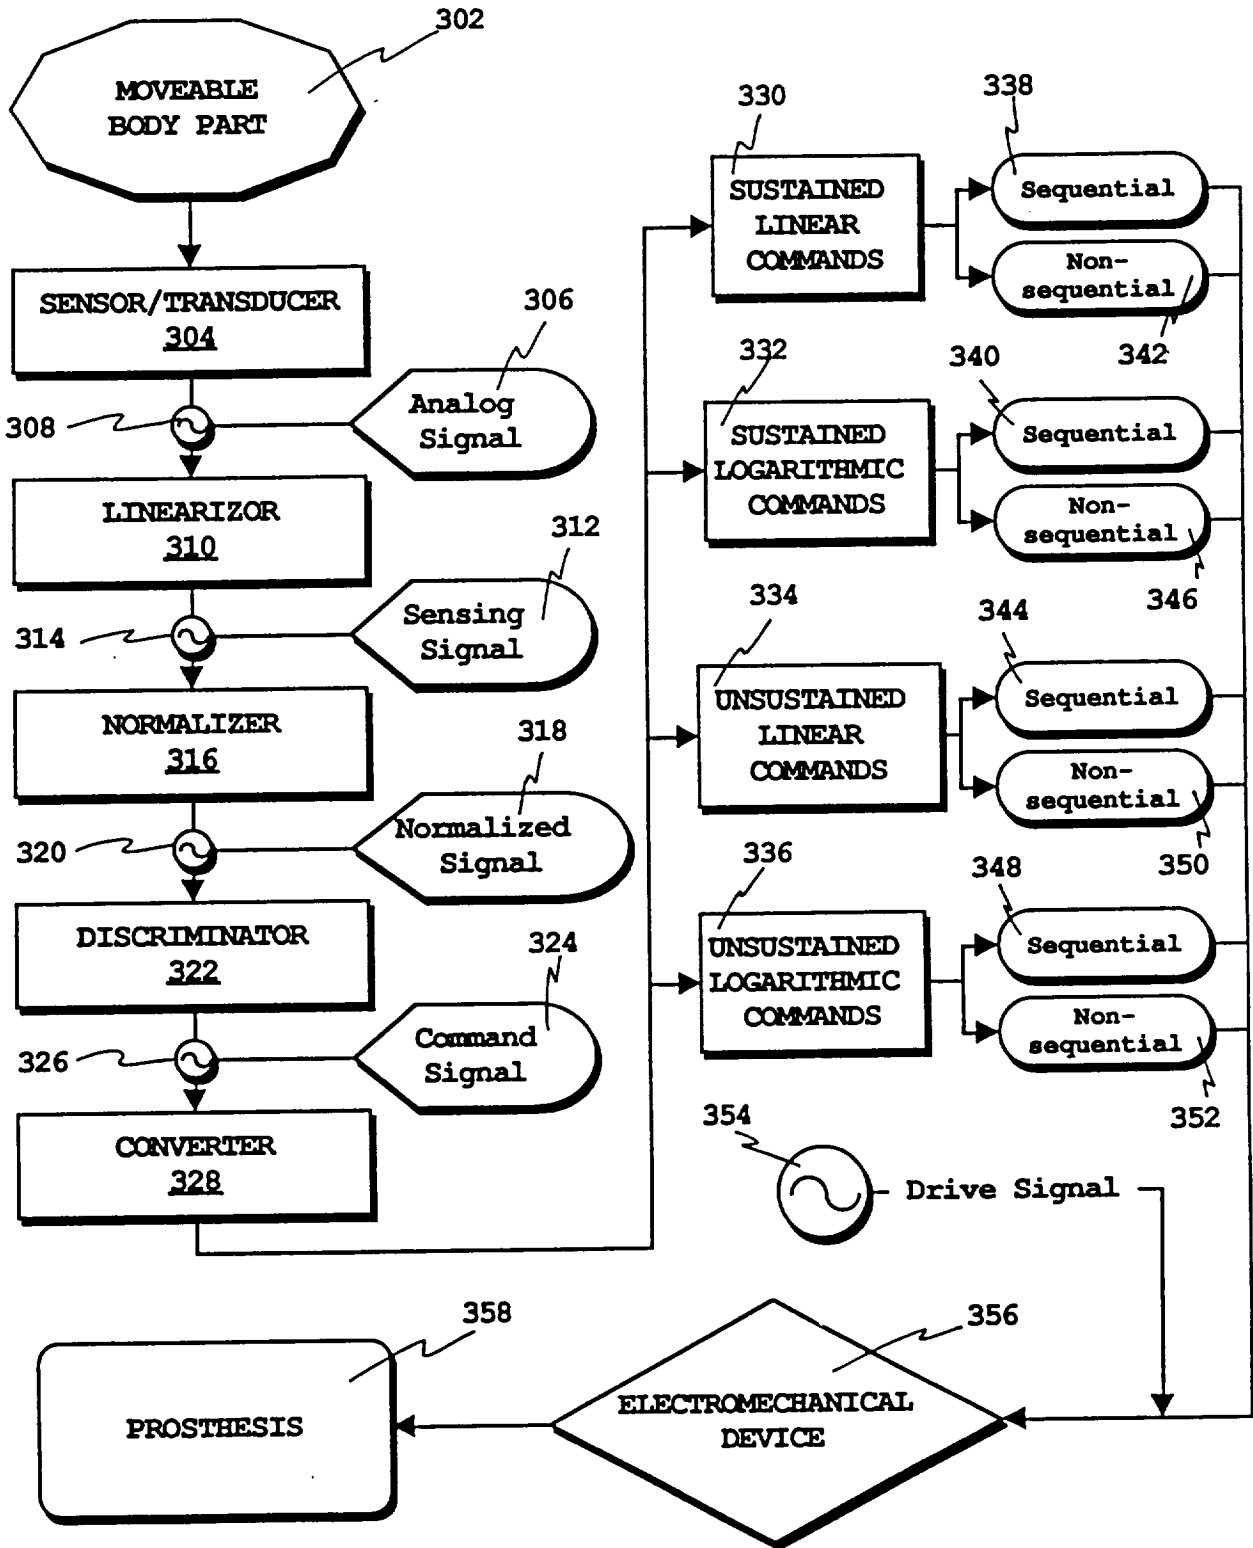 302
MOVEABLE
BODY PART
SENSOR/TRANSDUCER
304
306
Analog
Signal
308
LINEARIZOR
310
312
Sensing
Signal
314
NORMALIZER
316
318
Normalized
Signal
320
DISCRIMINATOR
322
324
Command
Signal
326
CONVERTER
328
330
SUSTAINED
LINEAR
COMMANDS
338
Sequential
Non-
sequential
342
332
SUSTAINED
LOGARITHMIC
COMMANDS
340
Sequential
Non-
sequential
346
334
UNSUSTAINED
LINEAR
COMMANDS
344
Sequential
Non-
sequential
350
336
UNSUSTAINED
LOGARITHMIC
COMMANDS
348
Sequential
Non-
sequential
352
354
Drive Signal
356
ELECTROMECHANICAL
DEVICE
358
PROSTHESIS